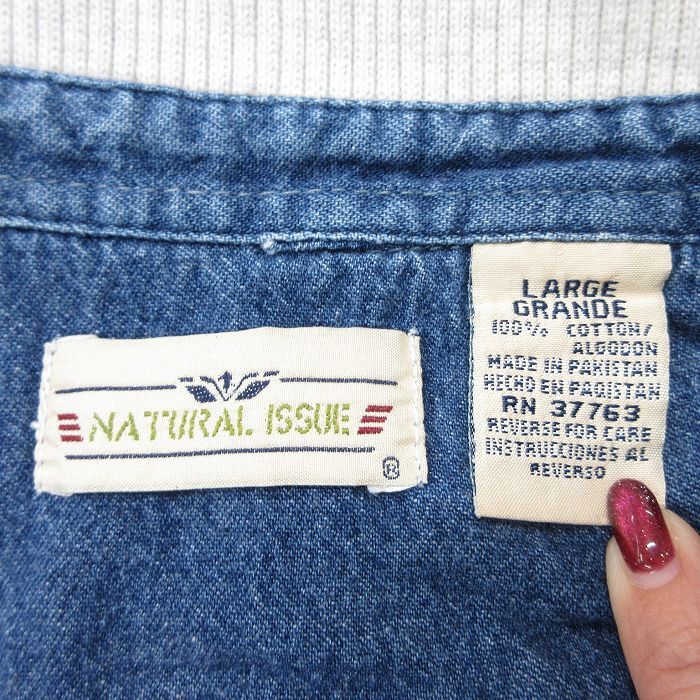 NATURAL ISSUE
®
LARGE
GRANDE
100% COTTON/
ALGODON
MADE IN PAKISTAN
HECHO EN PAQISTAN
RN 37763
REVERSE FOR CARE
INSTRUCCIONES AL
REVERSO